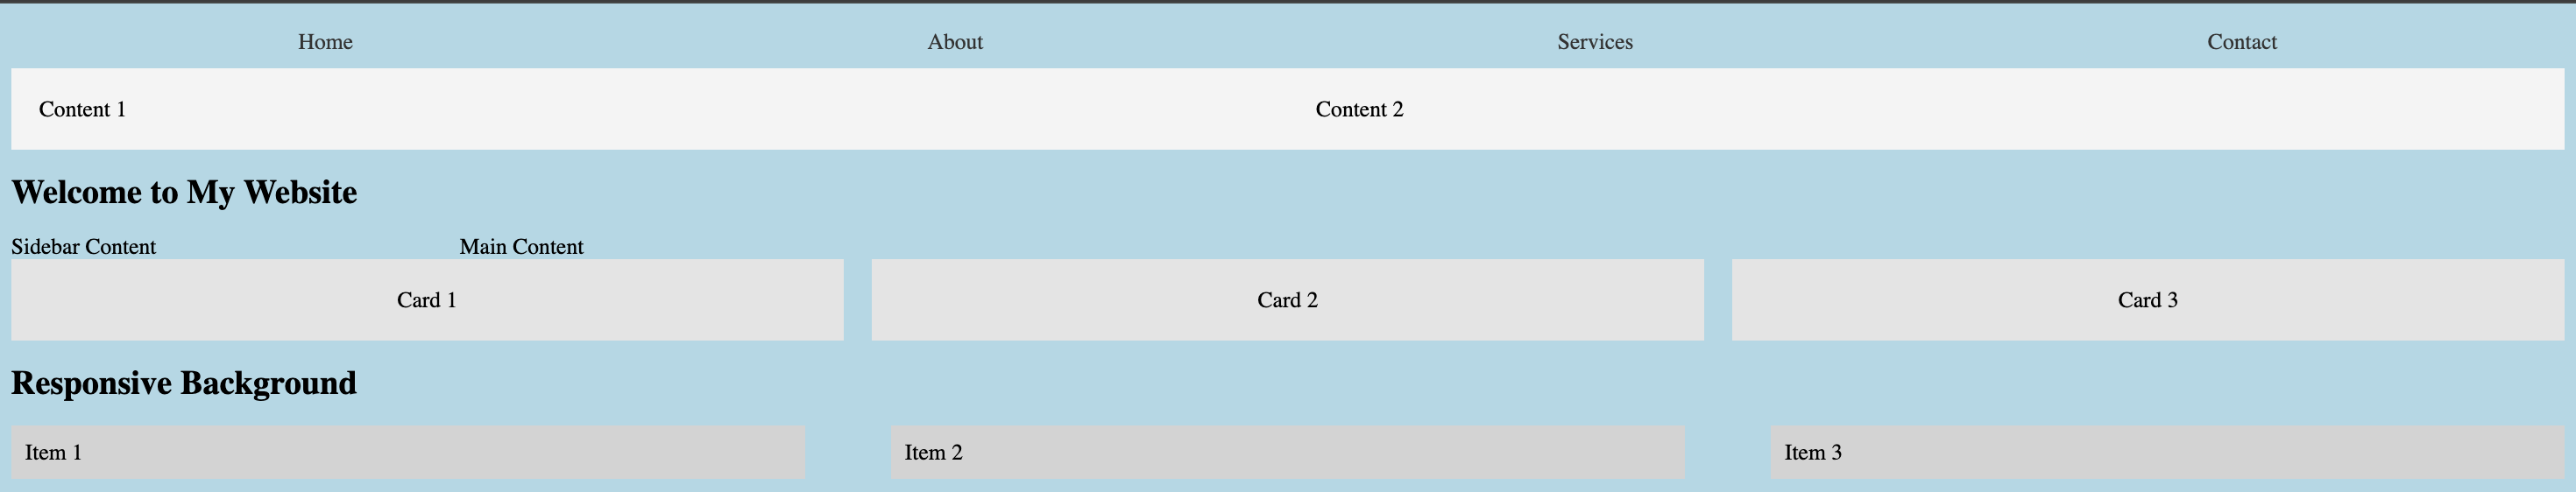 Home About Services Contact
Content 1 Content 2
Welcome to My Website
Sidebar Content Main Content
Card 1 Card 2 Card 3
Responsive Background
Item 1 Item 2 Item 3